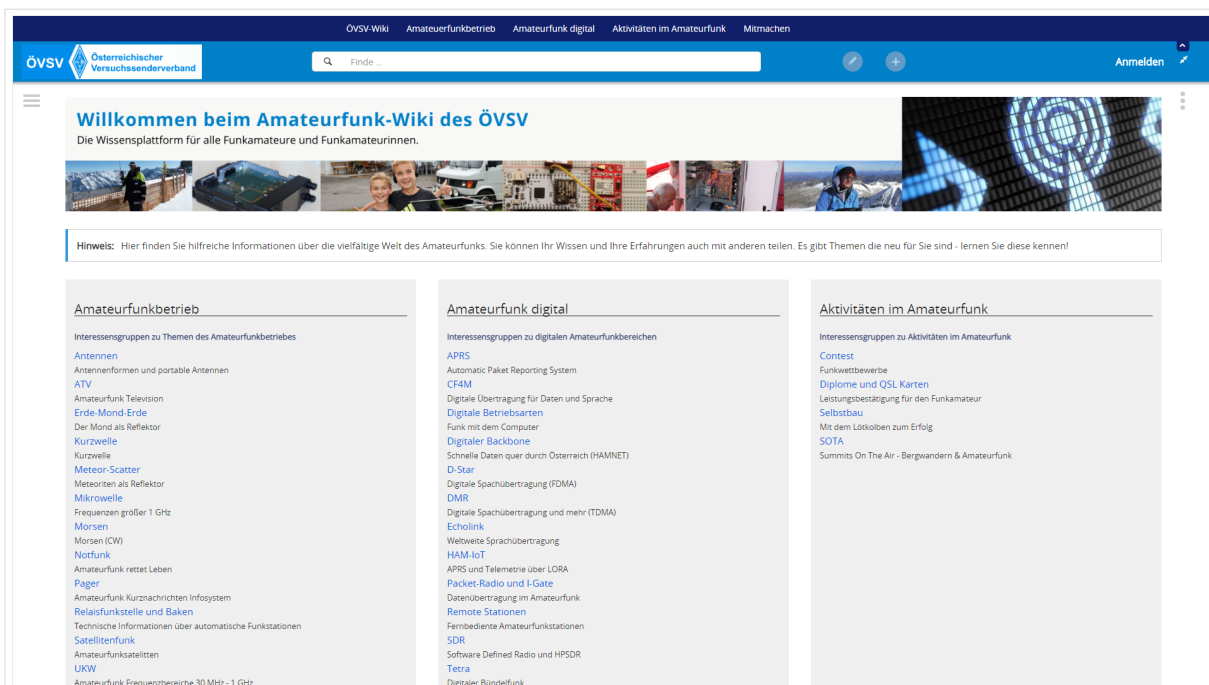 ÖVSV-Wiki Amateuerfunkbetrieb Amateurfunk digital Aktivitäten im Amateurfunk Mitmachen
ÖVSV Österreichischer Versuchssenderverband
Finde ...
Anmelden
Willkommen beim Amateurfunk-Wiki des ÖVSV
Die Wissensplattform für alle Funkamateure und Funkamateurinnen.
Hinweis: Hier finden Sie hilfreiche Informationen über die vielfältige Welt des Amateurfunks. Sie können Ihr Wissen und Ihre Erfahrungen auch mit anderen teilen. Es gibt Themen die neu für Sie sind - lernen Sie diese kennen!
Amateurfunkbetrieb
Interessensgruppen zu Themen des Amateurfunkbetriebes
Antennen
Antennenformen und portable Antennen
ATV
Amateurfunk Television
Erde-Mond-Erde
Der Mond als Reflektor
Kurzwelle
Kurzwelle
Meteor-Scatter
Meteoriten als Reflektor
Mikrowelle
Frequenzen größer 1 GHz
Morsen
Morsen (CW)
Notfunk
Amateurfunk rettet Leben
Pager
Amateurfunk Kurznachrichten Infosystem
Relaisfunkstelle und Baken
Technische Informationen über automatische Funkstationen
Satellitenfunk
Amateurfunksatelitten
UKW
Amateurfunk Frequenzbereiche 30 MHz - 1 GHz
Amateurfunk digital
Interessensgruppen zu digitalen Amateurfunkbereichen
APRS
Automatic Paket Reporting System
CF4M
Digitale Übertragung für Daten und Sprache
Digitale Betriebsarten
Funk mit dem Computer
Digitaler Backbone
Schnelle Daten quer durch Österreich (HAMNET)
D-Star
Digitale Spachübertragung (FDMA)
DMR
Digitale Spachübertragung und mehr (TDMA)
Echolink
Weltweite Sprachübertragung
HAM-IoT
APRS und Telemetrie über LORA
Packet-Radio und I-Gate
Datenübertragung im Amateurfunk
Remote Stationen
Fernbediente Amateurfunkstationen
SDR
Software Defined Radio und HPSDR
Tetra
Digitaler Bündelfunk
Aktivitäten im Amateurfunk
Interessensgruppen zu Aktivitäten im Amateurfunk
Contest
Funkwettbewerbe
Diplome und QSL Karten
Leistungsbestätigung für den Funkamateur
Selbstbau
Mit dem Lötkolben zum Erfolg
SOTA
Summits On The Air - Bergwandern & Amateurfunk